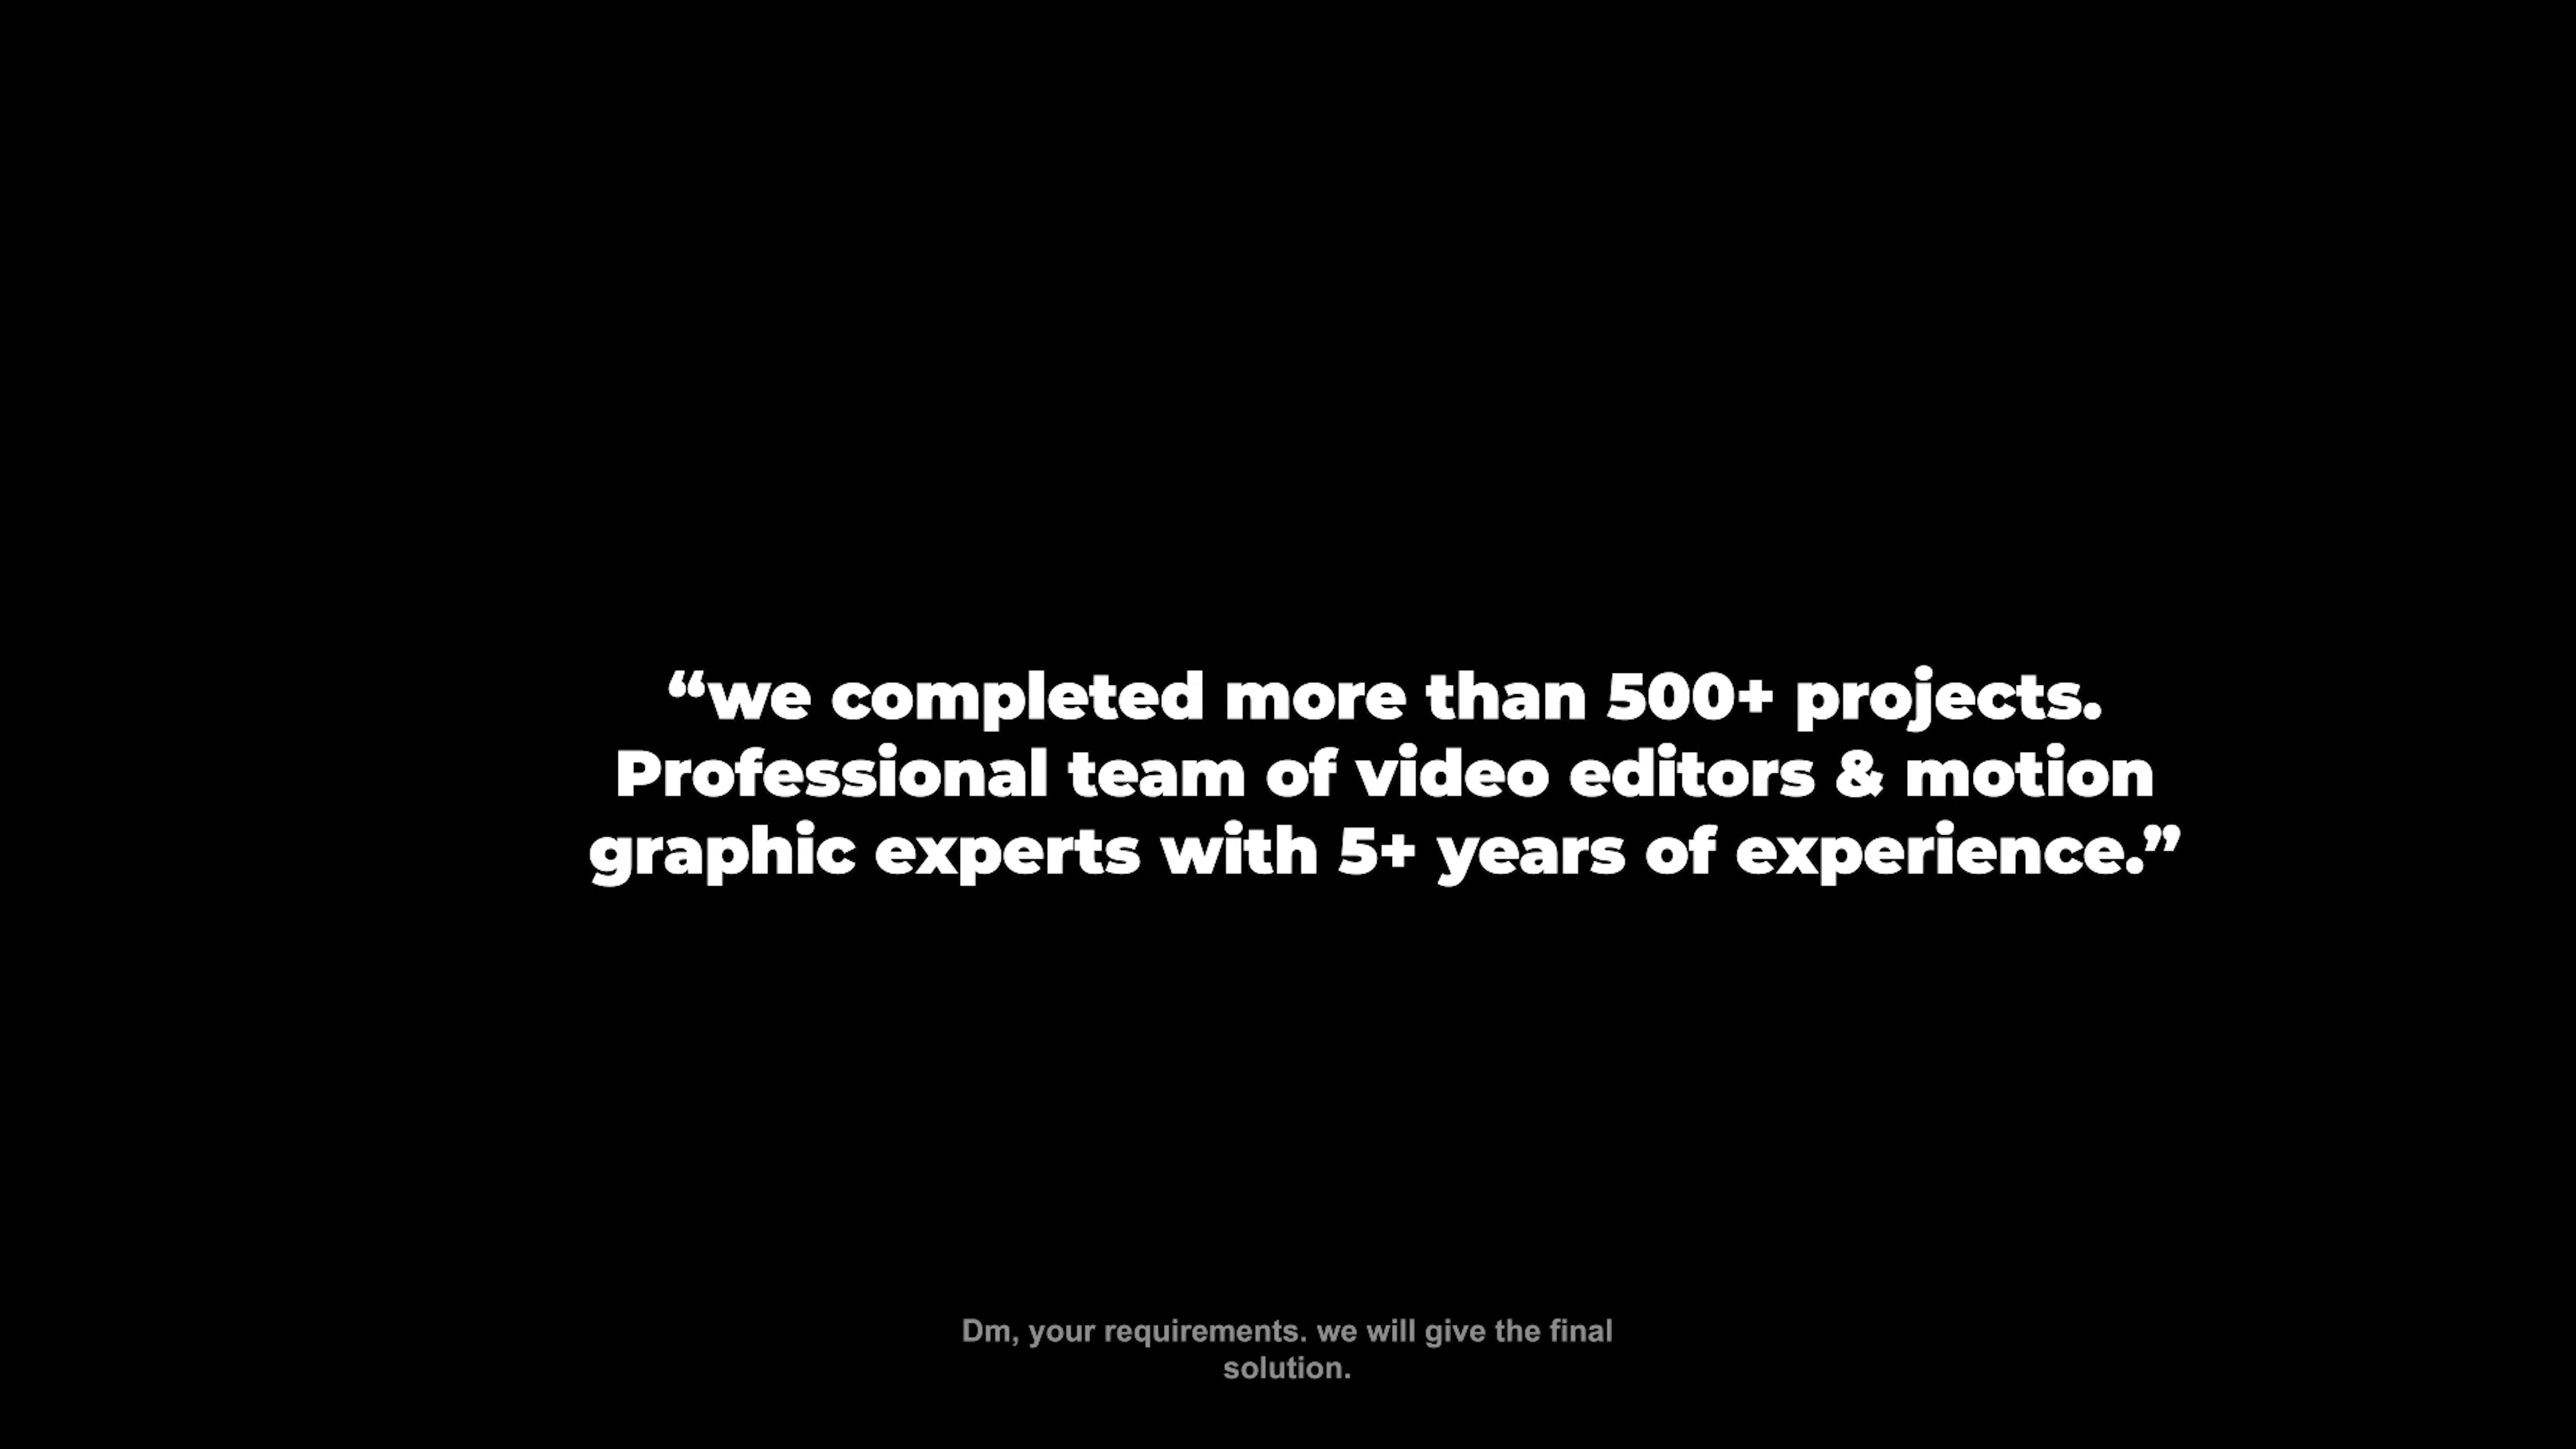 “we completed more than 500+ projects.
Professional team of video editors & motion
graphic experts with 5+ years of experience.”
Dm, your requirements. we will give the final
solution.